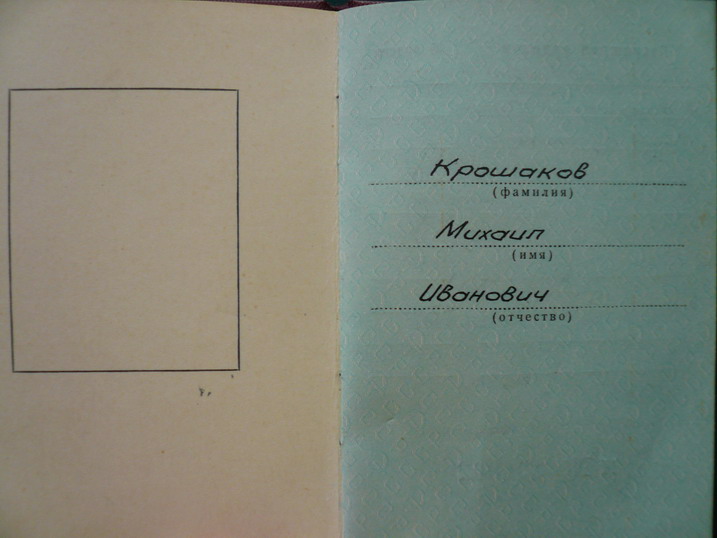 Крошаков
(фамилия)
Михаил
(имя)
Иванович
(отчество)